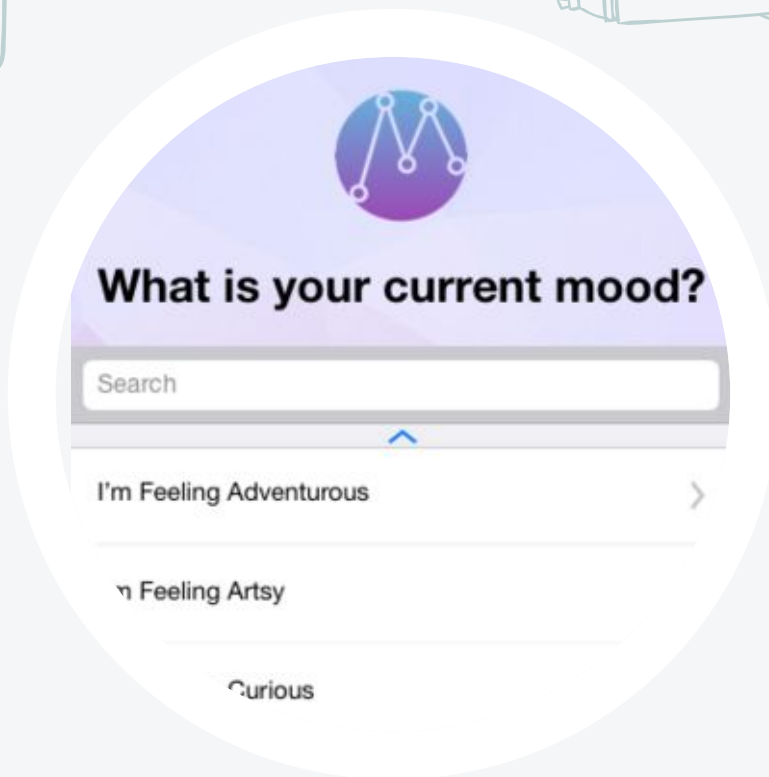 What is your current mood?
Search
I'm Feeling Adventurous
Feeling Artsy
Curious